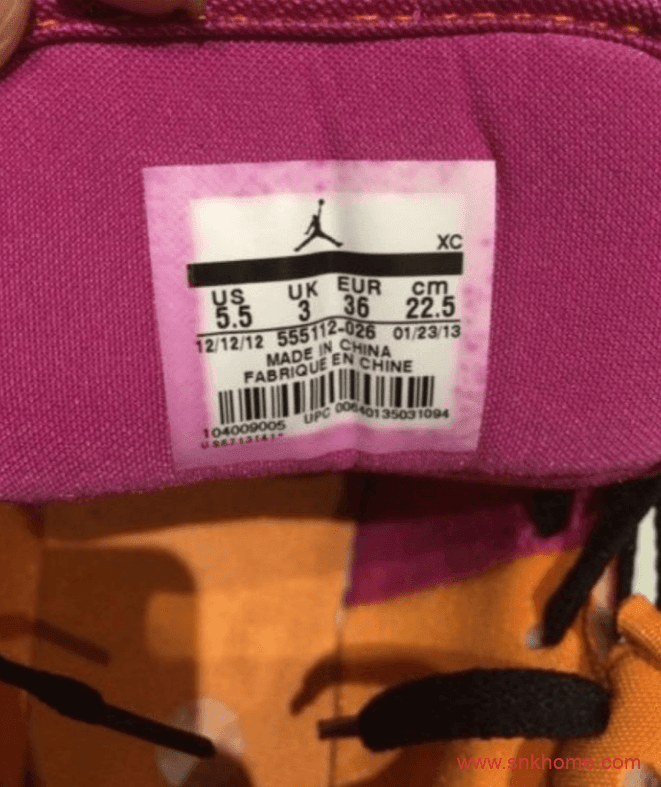 XC
US UK EUR cm
5.5 3 36 22.5
12/12/12 555112-026 01/23/13
MADE IN CHINA
FABRIQUE EN CHINE
104009005 UPC 00640135031094
www.snkhome.com